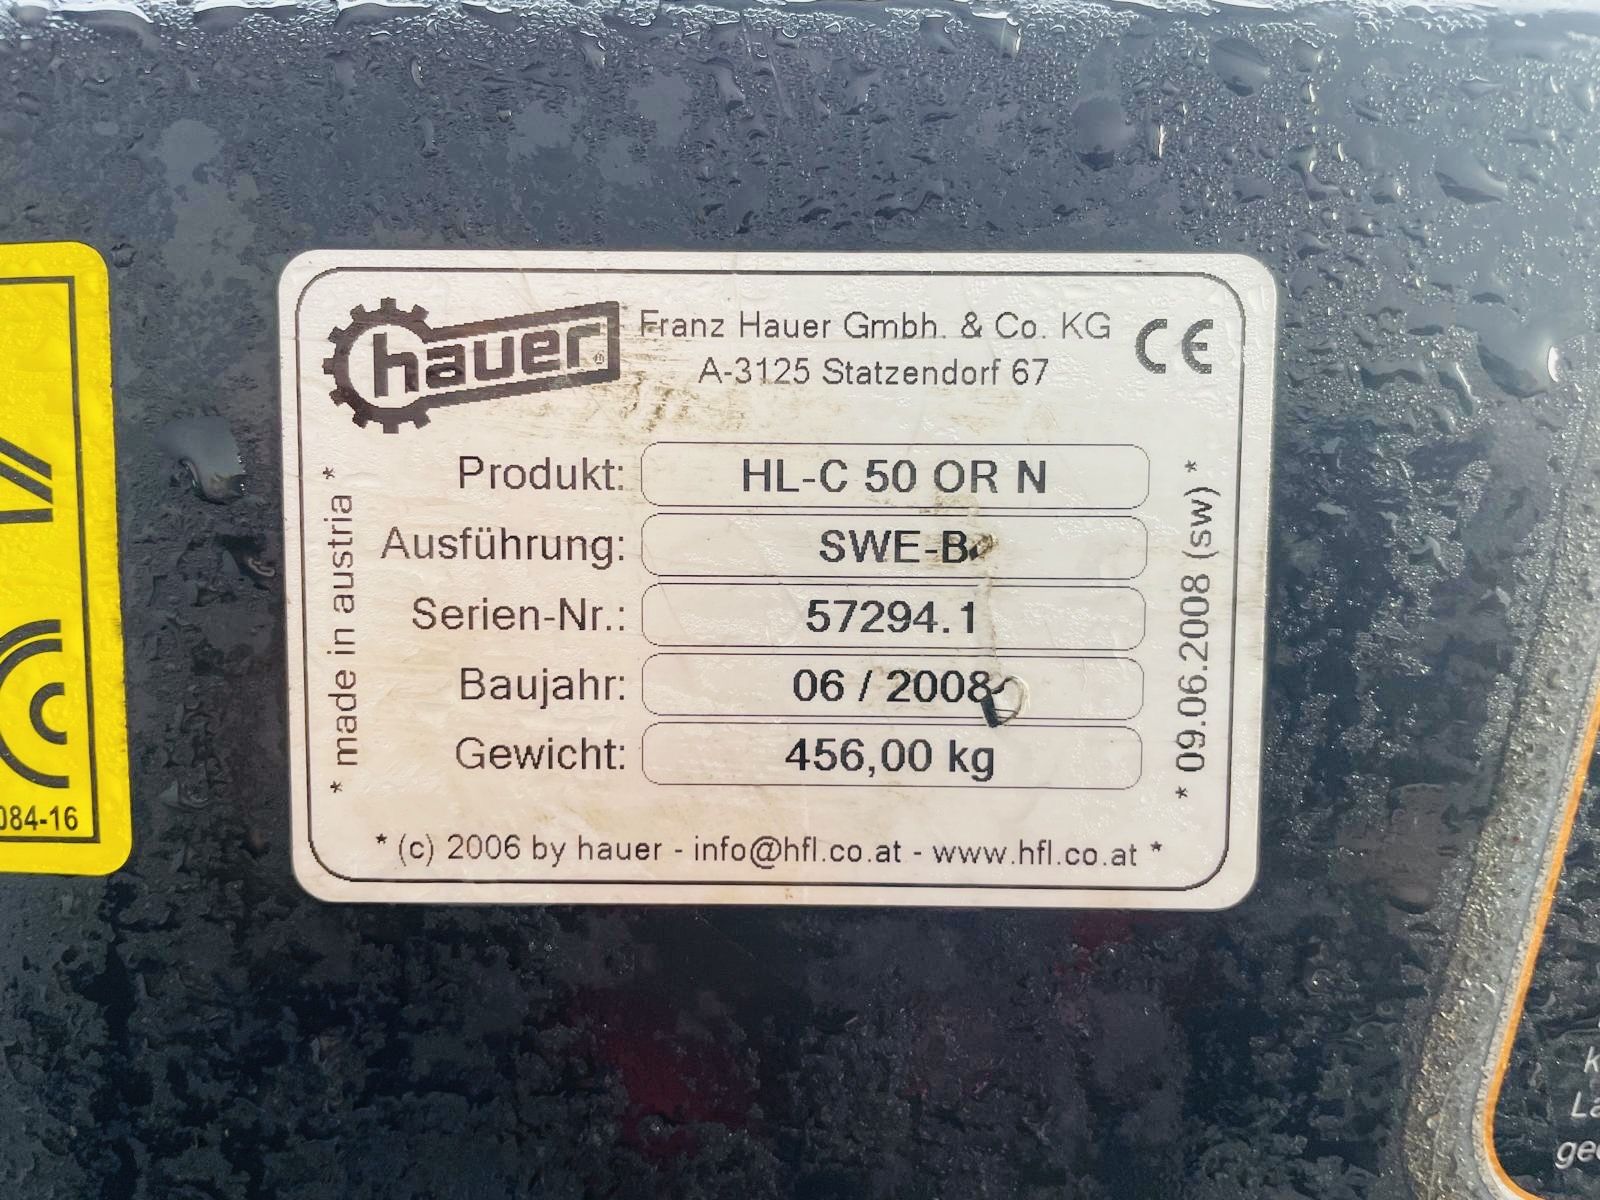 hauer®
Franz Hauer Gmbh. & Co. KG
A-3125 Statzendorf 67
CE
Produkt: HL-C 50 OR N
Ausführung: SWE-B
Serien-Nr.: 57294.1
Baujahr: 06 / 2008
Gewicht: 456,00 kg
* made in austria *
* 09.06.2008 (sw) *
* (c) 2006 by hauer - info@hfl.co.at - www.hfl.co.at *
084-16